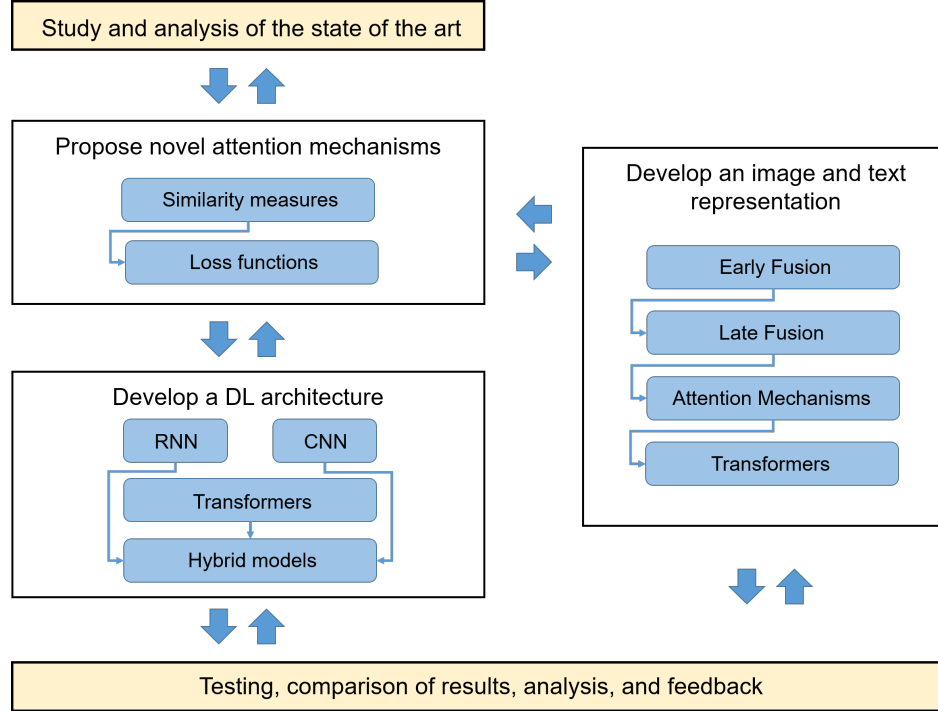 Study and analysis of the state of the art
Propose novel attention mechanisms
Similarity measures
Loss functions
Develop an image and text
representation
Early Fusion
Late Fusion
Attention Mechanisms
Transformers
Develop a DL architecture
RNN
CNN
Transformers
Hybrid models
Testing, comparison of results, analysis, and feedback